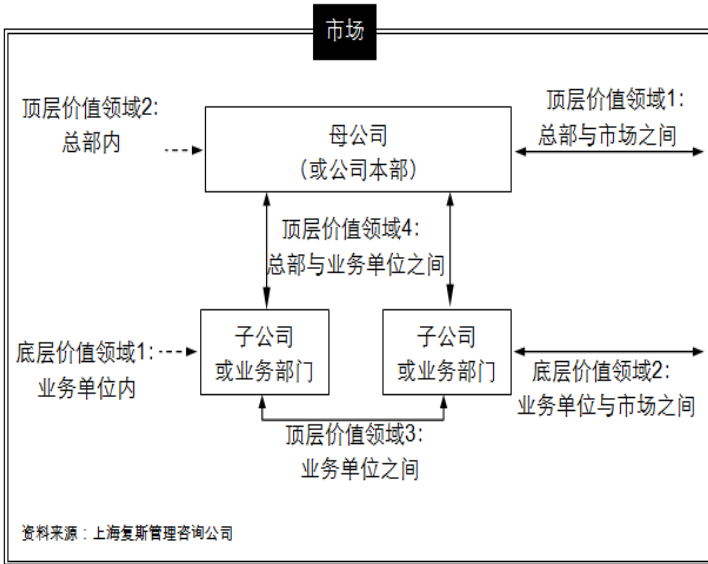 市场
顶层价值领域2:
总部内
母公司
（或公司本部）
顶层价值领域1:
总部与市场之间
顶层价值领域4:
总部与业务单位之间
底层价值领域1:
业务单位内
子公司
或业务部门
子公司
或业务部门
底层价值领域2:
业务单位与市场之间
顶层价值领域3:
业务单位之间
资料来源：上海复斯管理咨询公司